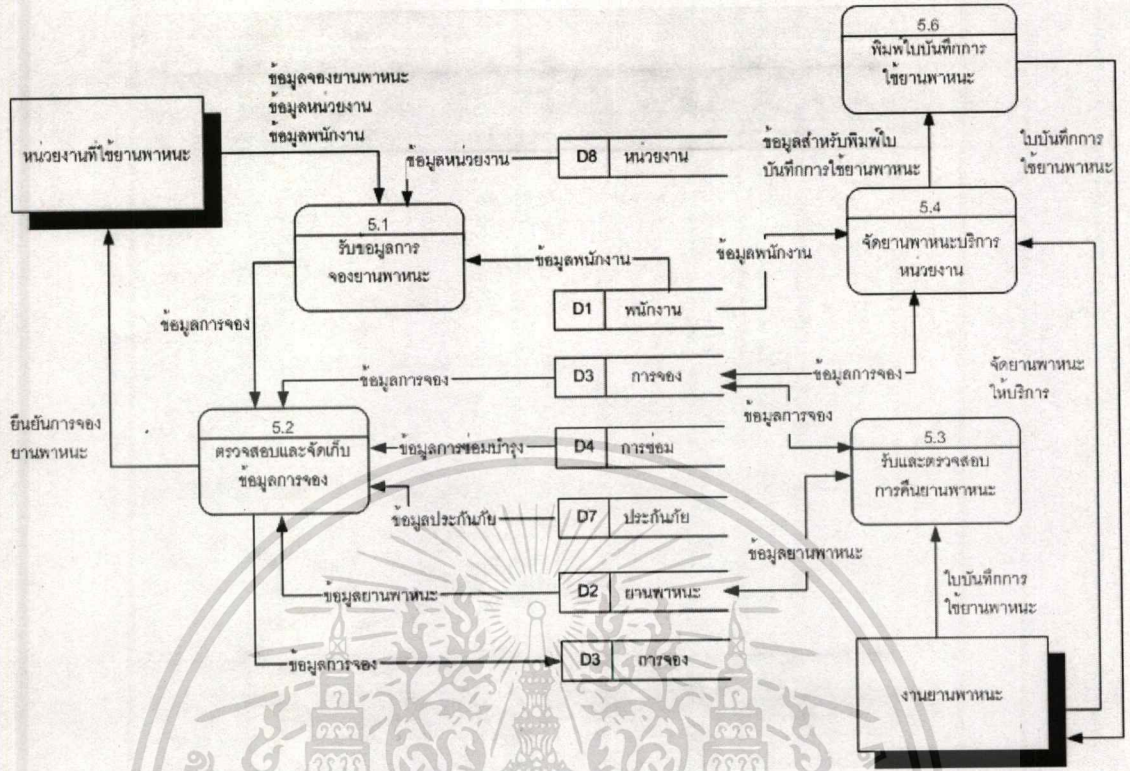 5.6
พิมพ์ใบบันทึกการ
ใช้ยานพาหนะ
ข้อมูลจองยานพาหนะ
ข้อมูลหน่วยงาน
ข้อมูลพนักงาน
หน่วยงานที่ใช้ยานพาหนะ
ข้อมูลหน่วยงาน
D8 หน่วยงาน
ข้อมูลสำหรับพิมพ์ใบ
บันทึกการใช้ยานพาหนะ
ใบบันทึกการ
ใช้ยานพาหนะ
5.1
รับขอมูลการ
จองยานพาหนะ
5.4
จัดยานพาหนะบริการ
หน่วยงาน
ข้อมูลพนักงาน
ข้อมูลพนักงาน
D1 พนักงาน
ข้อมูลการจอง
ข้อมูลการจอง
D3 การจอง
ข้อมูลการจอง
จัดยานพาหนะ
ให้บริการ
ข้อมูลการจอง
ยืนยันการจอง
ยานพาหนะ
5.2
ตรวจสอบและจัดเก็บ
ข้อมูลการจอง
ข้อมูลการซ่อมบำรุง
D4 การซ่อม
5.3
รับและตรวจสอบ
การคืนยานพาหนะ
ข้อมูลประกันภัย
D7 ประกันภัย
ข้อมูลยานพาหนะ
ข้อมูลยานพาหนะ
D2 ยานพาหนะ
ใบบันทึกการ
ใช้ยานพาหนะ
ข้อมูลการจอง
D3 การจอง
งานยานพาหนะ